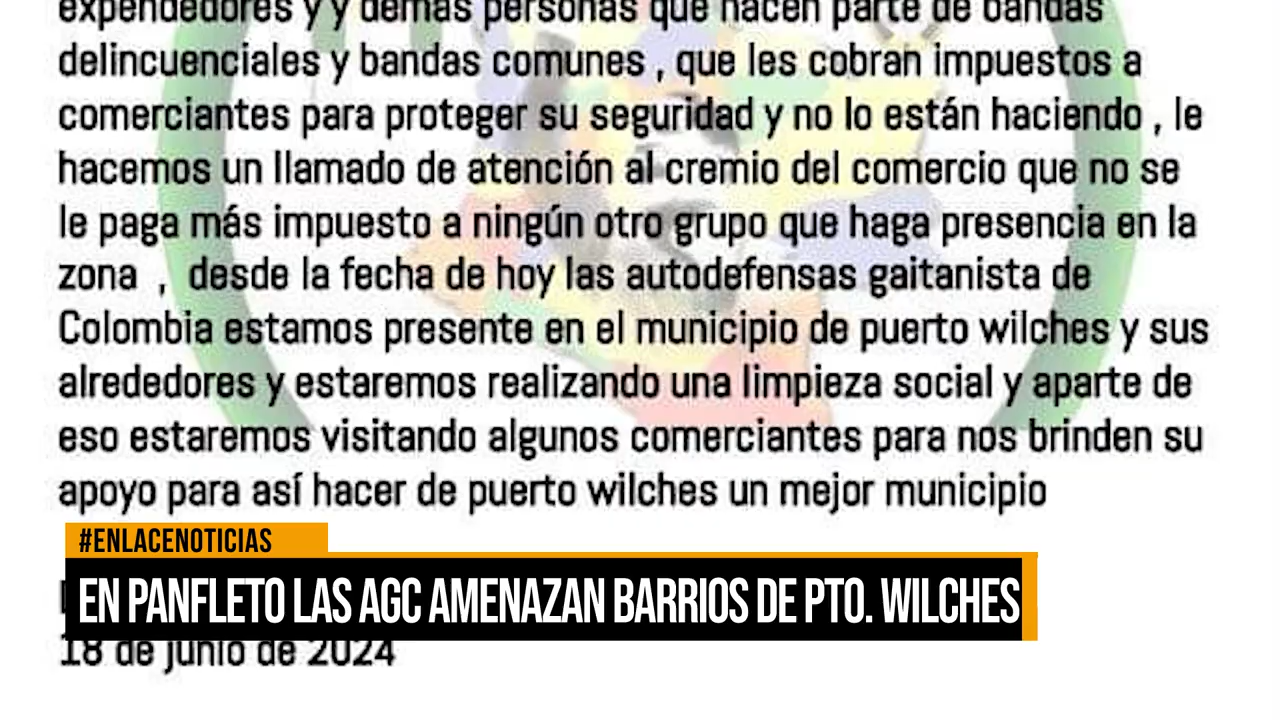 expendedores y y demás personas que hacen parte de bandas
delincuenciales y bandas comunes , que les cobran impuestos a
comerciantes para proteger su seguridad y no lo están haciendo , le
hacemos un llamado de atención al cremio del comercio que no se
le paga más impuesto a ningún otro grupo que haga presencia en la
zona , desde la fecha de hoy las autodefensas gaitanista de
Colombia estamos presente en el municipio de puerto wilches y sus
alrededores y estaremos realizando una limpieza social y aparte de
eso estaremos visitando algunos comerciantes para nos brinden su
apoyo para así hacer de puerto wilches un mejor municipio
#ENLACENOTICIAS
EN PANFLETO LAS AGC AMENAZAN BARRIOS DE PTO. WILCHES
18 de junio de 2024